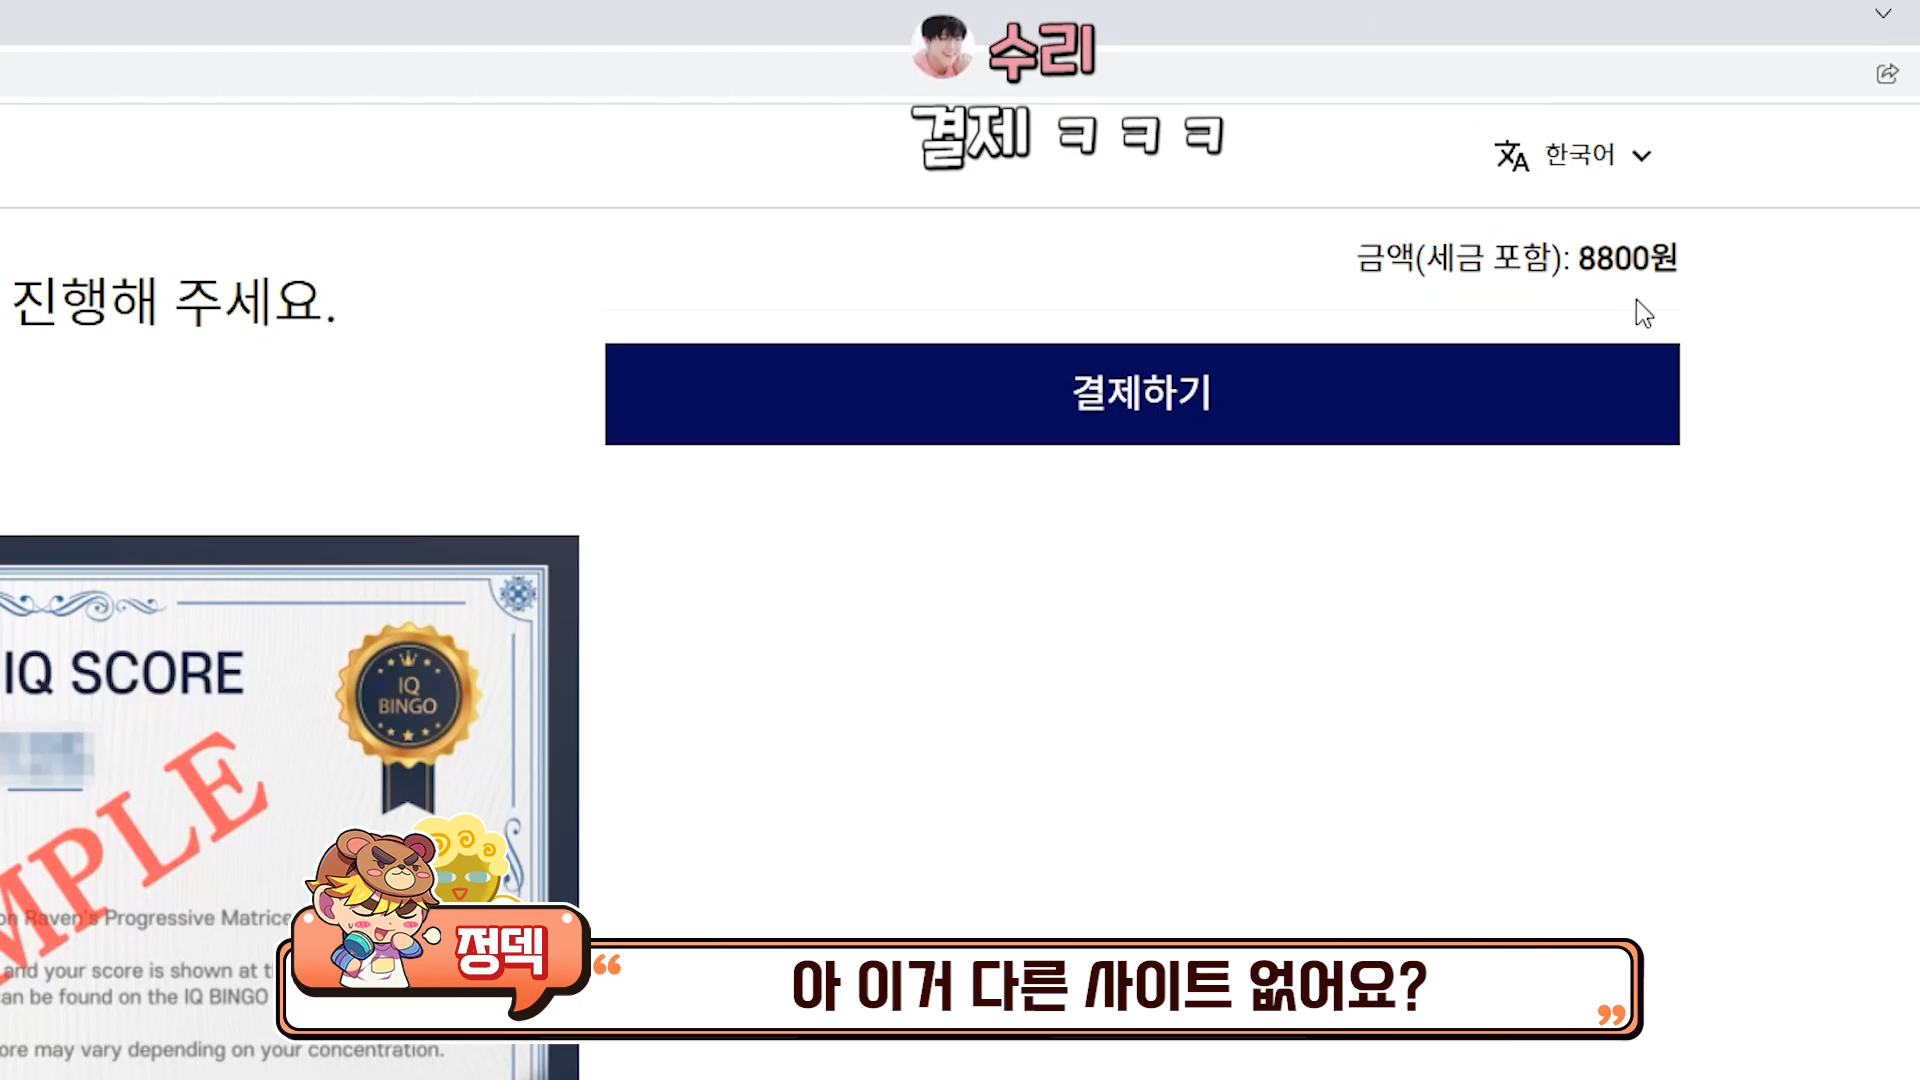 수리
결제 ㅋㅋㅋ
한국어
금액(세금 포함): 8800원
진행해 주세요.
결제하기
IQ SCORE
IQ
BINGO
MPLE
on Raven's Progressive Matrice
and your score is shown at t
an be found on the IQ BINGO
ore may vary depending on your concentration.
정덱
“ 아 이거 다른 사이트 없어요? ”